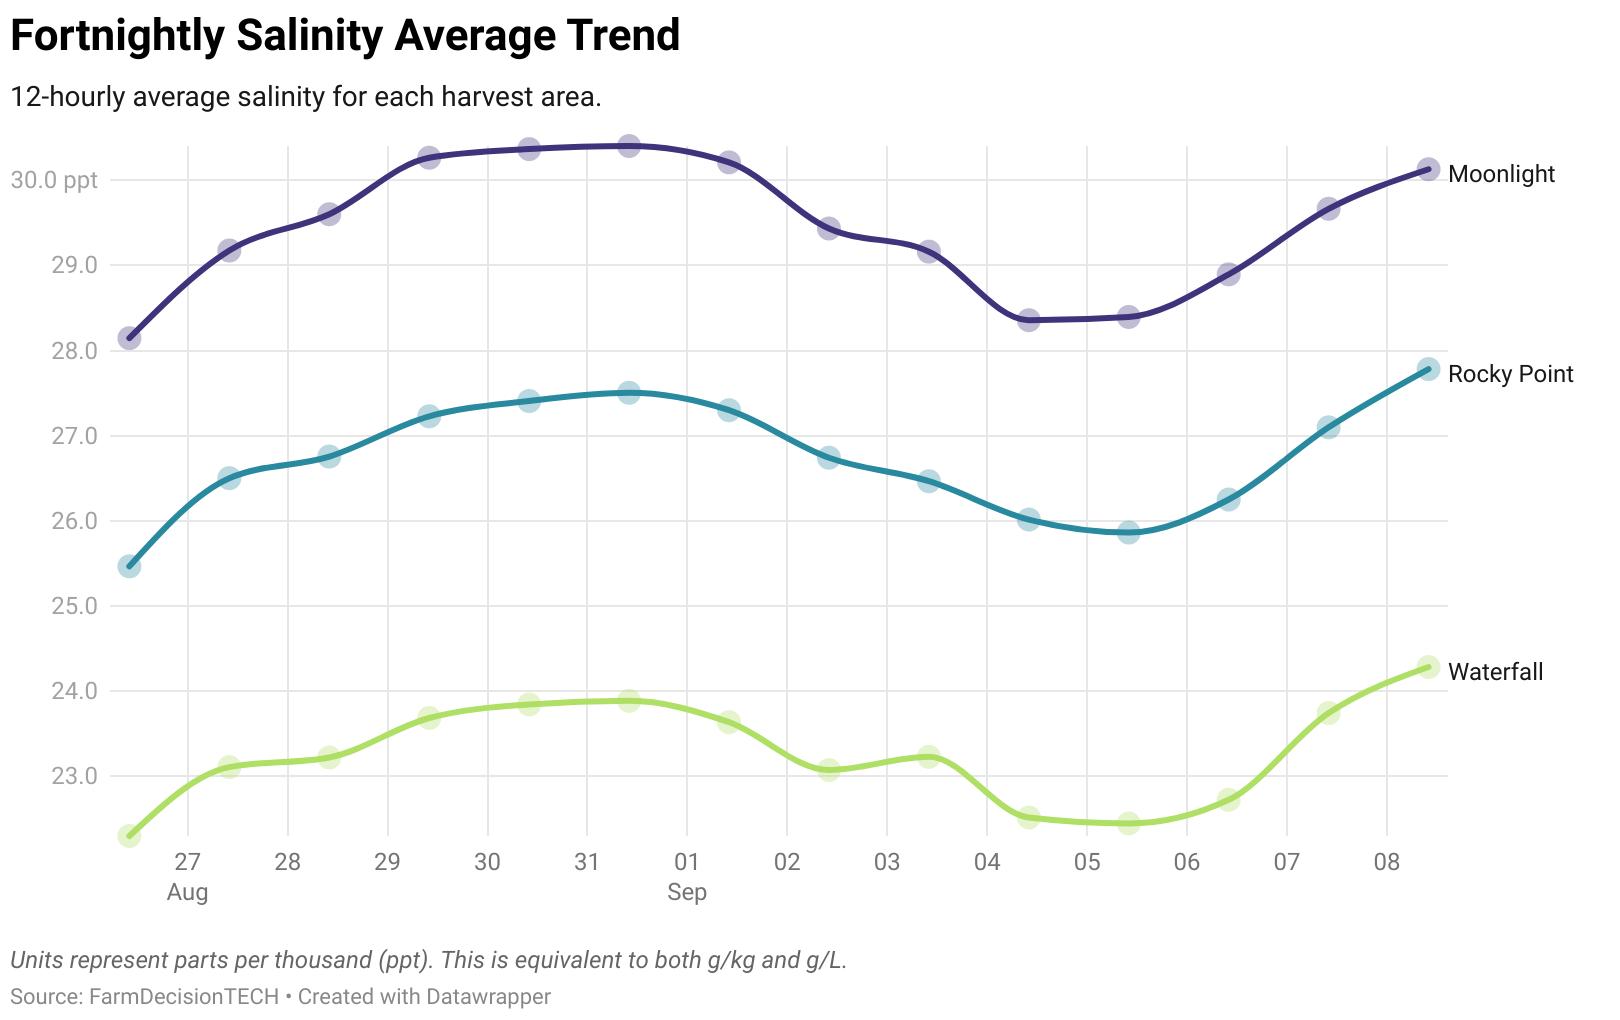 Fortnightly Salinity Average Trend
12-hourly average salinity for each harvest area.
30.0 ppt
29.0
28.0
27.0
26.0
25.0
24.0
23.0
Moonlight
Rocky Point
Waterfall
27 28 29 30 31 01 02 03 04 05 06 07 08
Aug Sep
Units represent parts per thousand (ppt). This is equivalent to both g/kg and g/L.
Source: FarmDecisionTECH • Created with Datawrapper